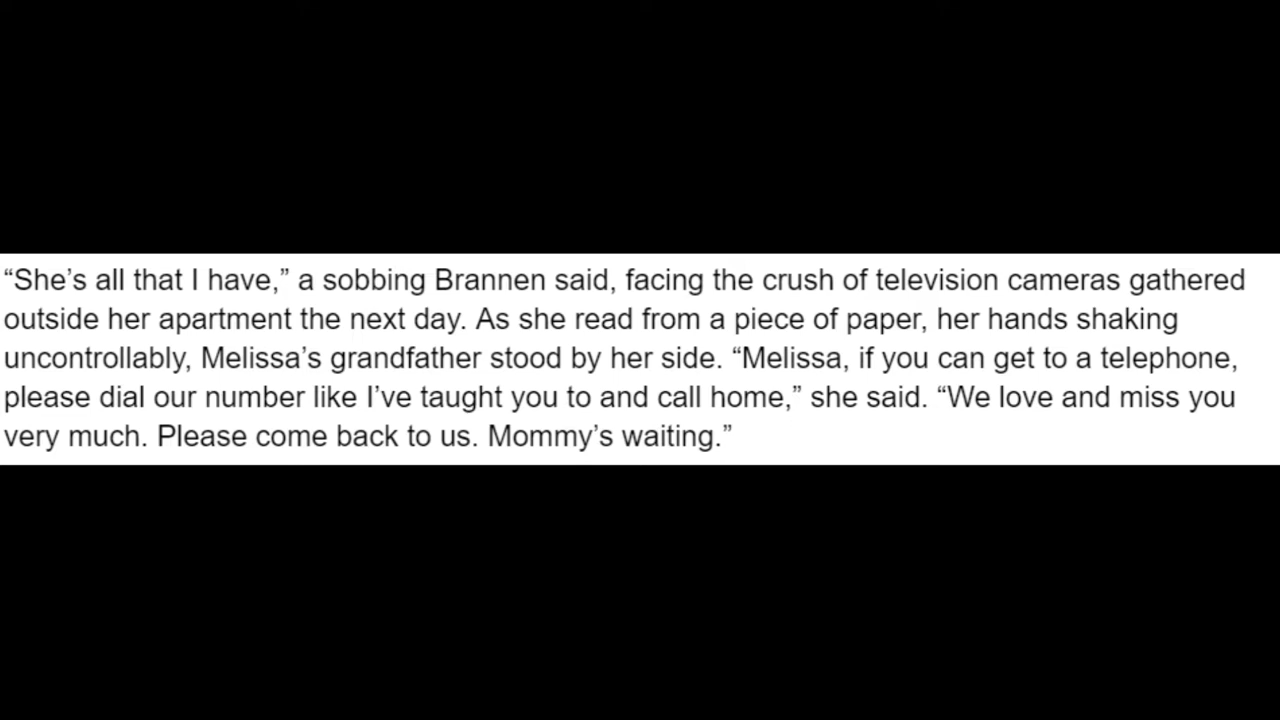 “She’s all that I have,” a sobbing Brannen said, facing the crush of television cameras gathered
outside her apartment the next day. As she read from a piece of paper, her hands shaking
uncontrollably, Melissa’s grandfather stood by her side. “Melissa, if you can get to a telephone,
please dial our number like I’ve taught you to and call home,” she said. “We love and miss you
very much. Please come back to us. Mommy’s waiting.”